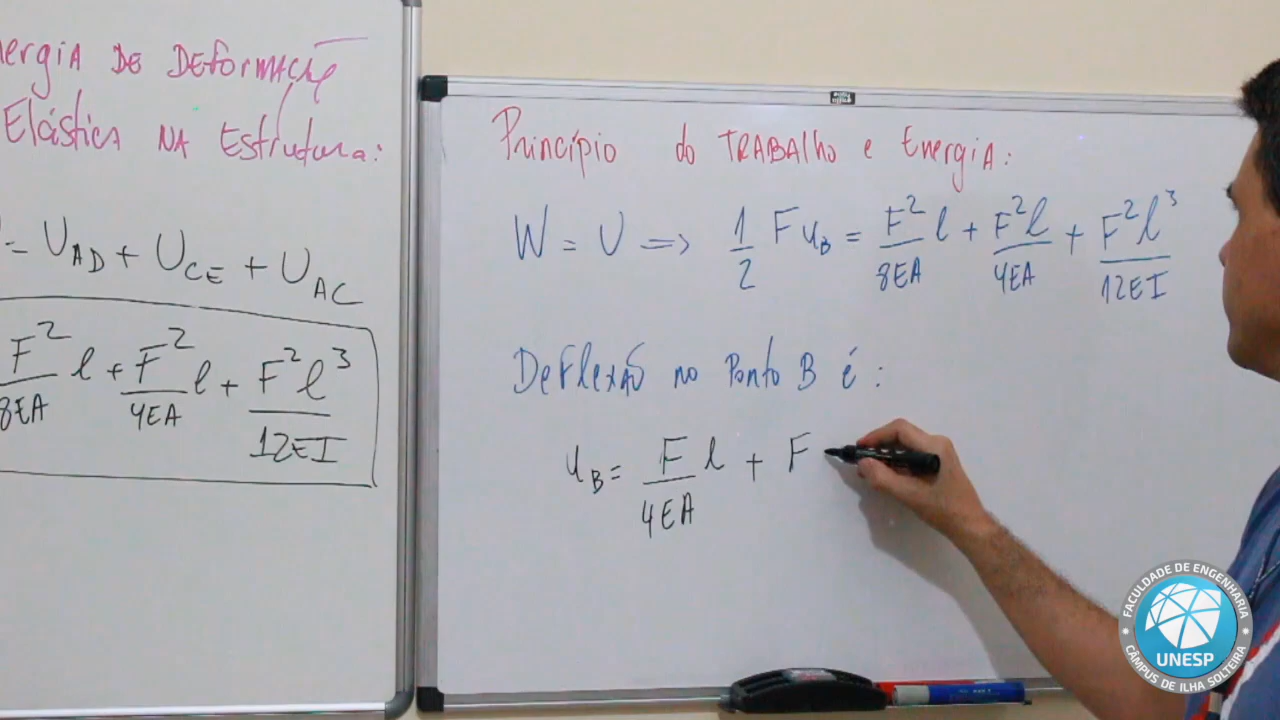 nergia de Deformação
Elástica na Estrutura:
= U_AD + U_CE + U_AC
F²/8EA l + F²/4EA l + F²l³/12EI
Princípio do TRABALho e Energia:
W = U ⟹ 1/2 F u_B = F²/8EA l + F²l/4EA + F²l³/12EI
Deflexão no Ponto B é:
u_B = F/4EA l + F
FACULDADE DE ENGENHARIA
UNESP
CÂMPUS DE ILHA SOLTEIRA